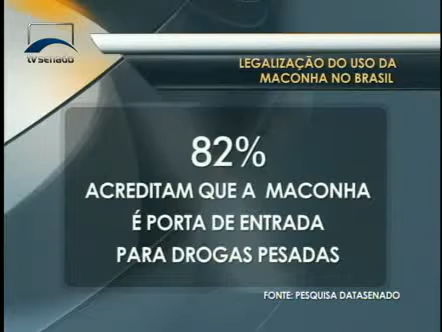 tv Senado
LEGALIZAÇÃO DO USO DA
MACONHA NO BRASIL
82%
ACREDITAM QUE A MACONHA
É PORTA DE ENTRADA
PARA DROGAS PESADAS
FONTE: PESQUISA DATASENADO